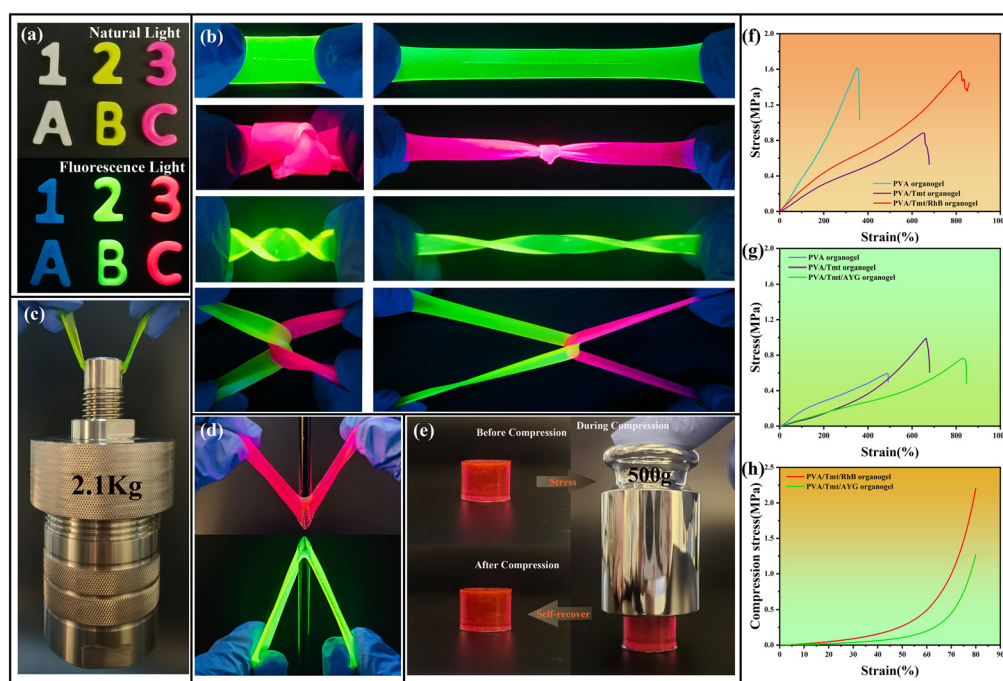 (a)
Natural Light
1 2 3
A B C
Fluorescence Light
1 2 3
A B C
(b)
(c)
2.1Kg
(d)
(e)
Before Compression
During Compression
Stress
500g
After Compression
Self-recover
(f)
Stress(MPa)
2.0
1.6
1.2
0.8
0.4
0.0
PVA organogel
PVA/Tmt organogel
PVA/Tmt/RhB organogel
0 200 400 600 800 100
Strain(%)
(g)
Stress(MPa)
2.0
1.6
1.2
0.8
0.4
0.0
PVA organogel
PVA/Tmt organogel
PVA/Tmt/AYG organogel
0 200 400 600 800 100
Strain(%)
(h)
Compression stress(MPa)
2.5
2.0
1.5
1.0
0.5
0.0
PVA/Tmt/RhB organogel
PVA/Tmt/AYG organogel
0 10 20 30 40 50 60 70 80 90
Strain(%)